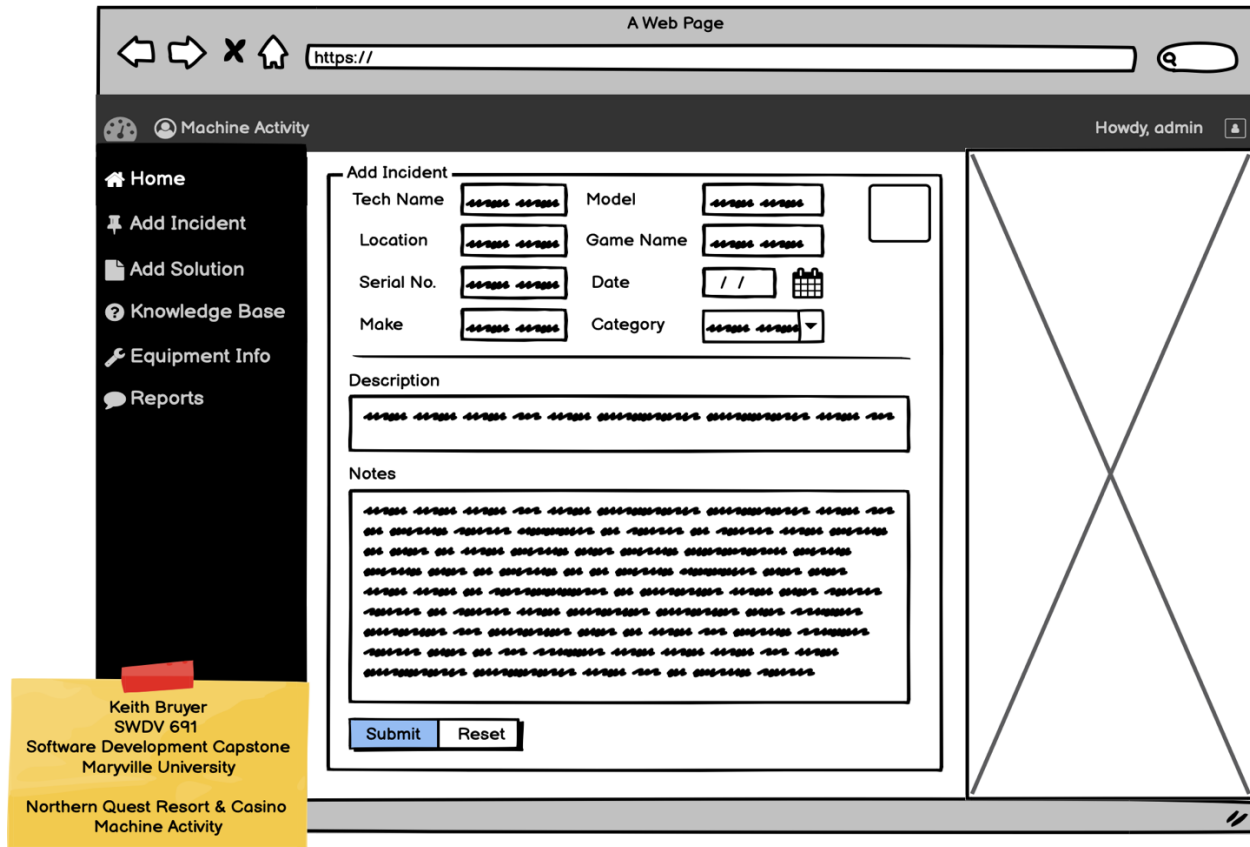 A Web Page
https://
Machine Activity
Howdy, admin
Home
Add Incident
Add Solution
Knowledge Base
Equipment Info
Reports
Add Incident
Tech Name
Model
Location
Game Name
Serial No.
Date
/ /
Make
Category
Description
Notes
Submit
Reset
Keith Bruyer
SWDV 691
Software Development Capstone
Maryville University
Northern Quest Resort & Casino
Machine Activity